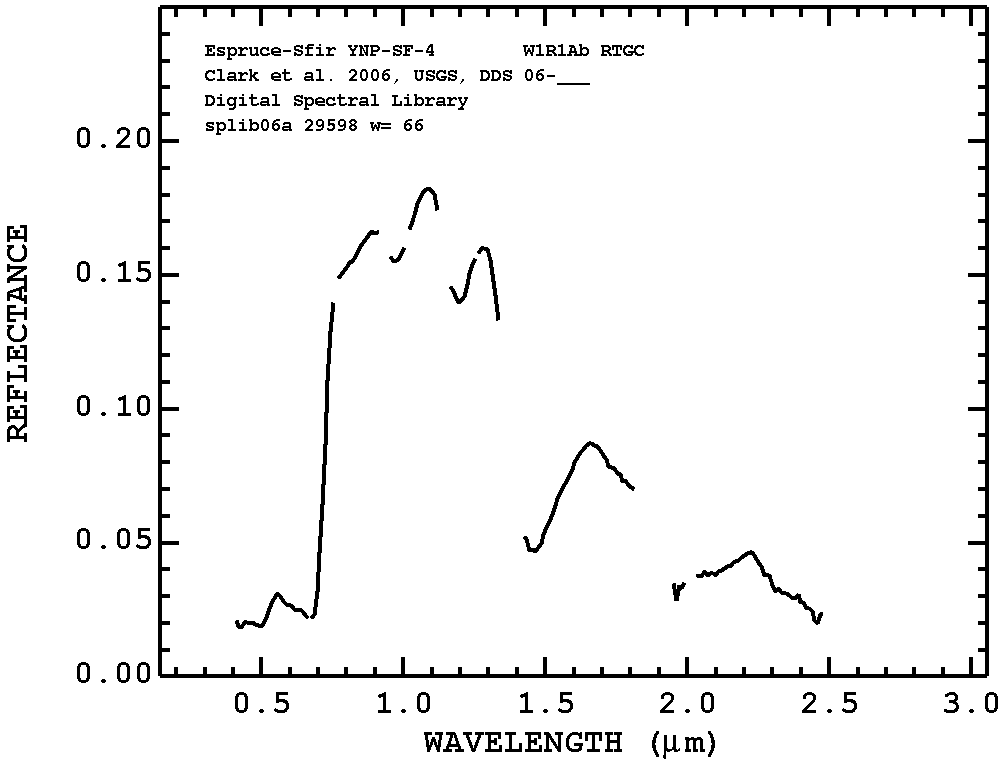 Espruce-Sfir YNP-SF-4 W1R1Ab RTGC
Clark et al. 2006, USGS, DDS 06-___
Digital Spectral Library
splib06a 29598 w= 66
REFLECTANCE
0.20
0.15
0.10
0.05
0.00
0.5 1.0 1.5 2.0 2.5 3.0
WAVELENGTH (μm)